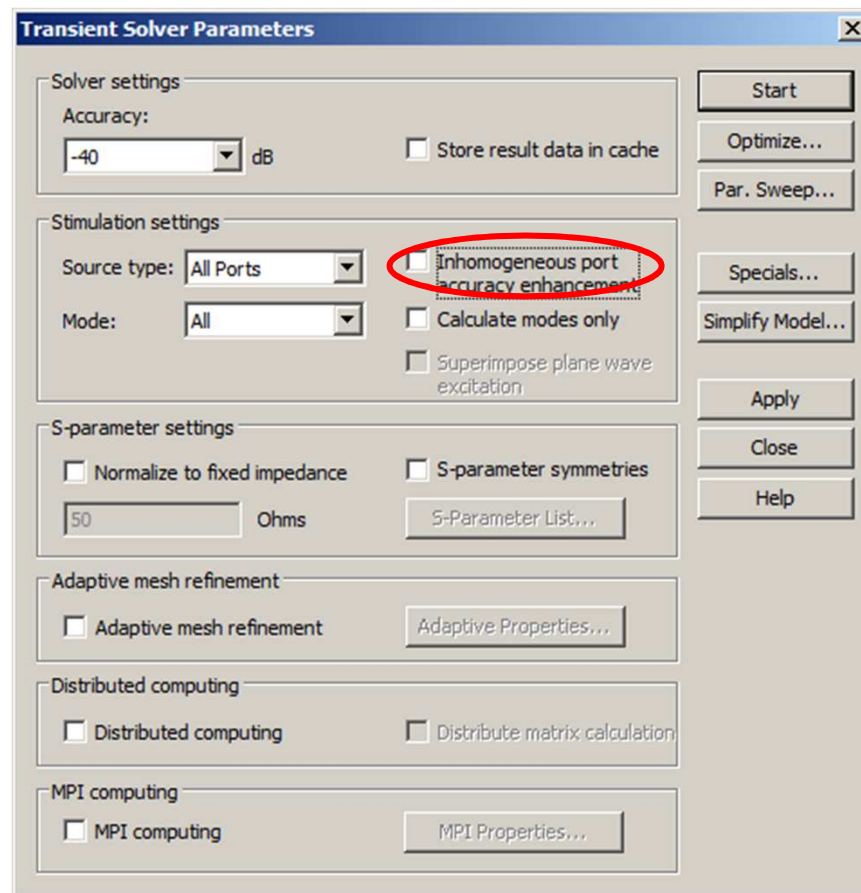 Transient Solver Parameters
Solver settings
Accuracy:
-40 dB
Store result data in cache
Stimulation settings
Source type: All Ports
Inhomogeneous port
accuracy enhancement
Mode: All
Calculate modes only
Superimpose plane wave
excitation
S-parameter settings
Normalize to fixed impedance
S-parameter symmetries
50 Ohms
S-Parameter List...
Adaptive mesh refinement
Adaptive mesh refinement
Adaptive Properties...
Distributed computing
Distributed computing
Distribute matrix calculation
MPI computing
MPI computing
MPI Properties...
Start
Optimize...
Par. Sweep...
Specials...
Simplify Model...
Apply
Close
Help